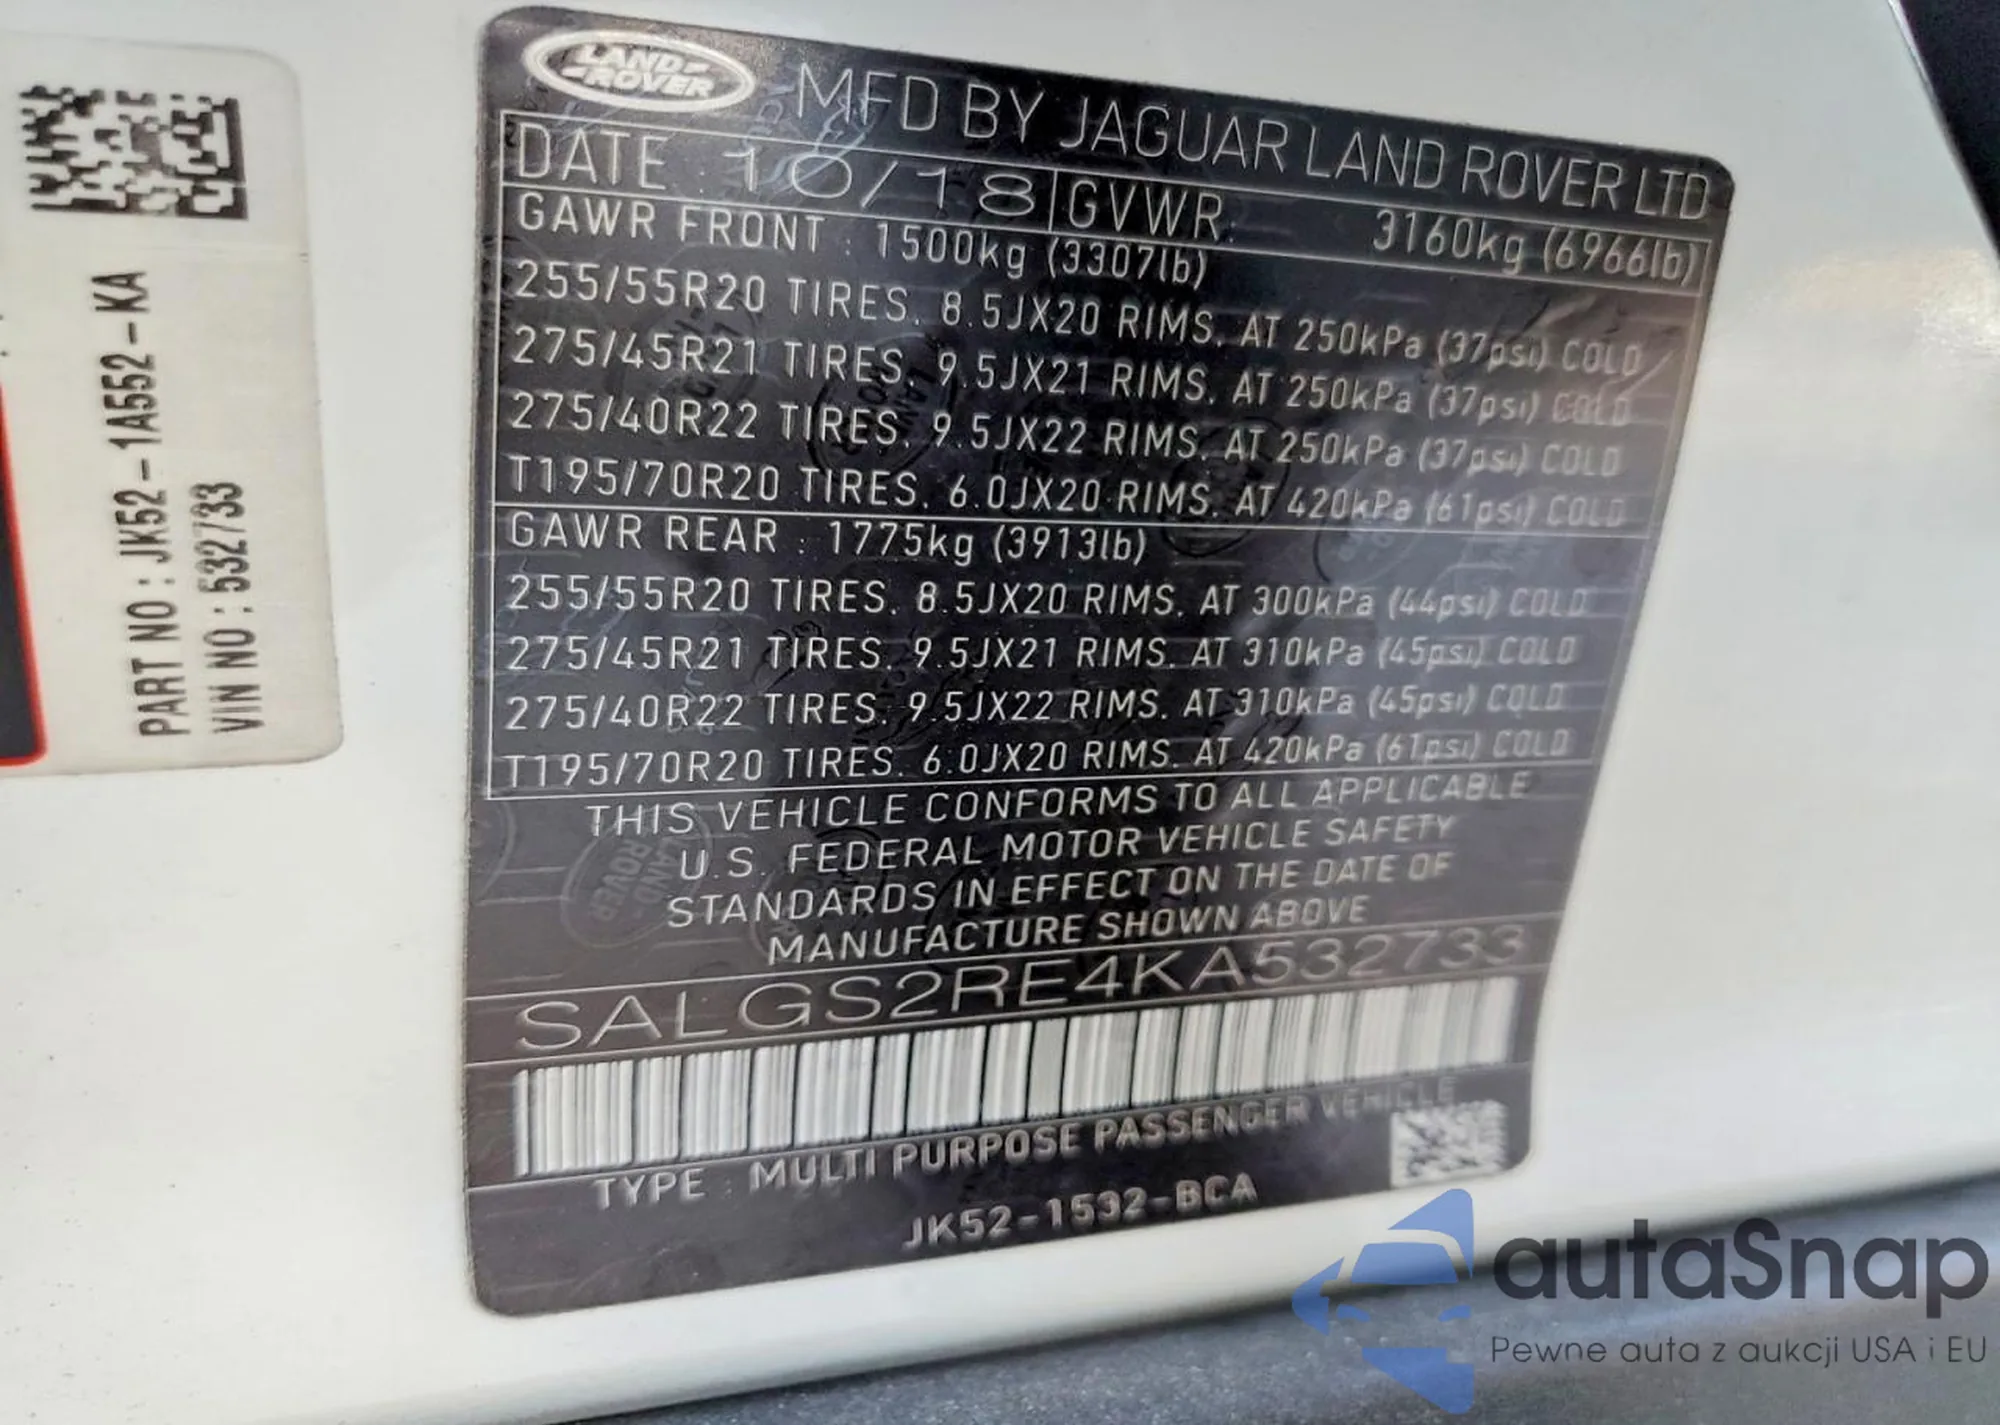 PART NO : JK52-1A552-KA
VIN NO : 532733
LAND-
-ROVER
MFD BY JAGUAR LAND ROVER LTD
DATE : 10/18 GVWR: 3160kg (6966lb)
GAWR FRONT : 1500kg (3307lb)
255/55R20 TIRES. 8.5JX20 RIMS. AT 250kPa (37psi) COLD
275/45R21 TIRES. 9.5JX21 RIMS. AT 250kPa (37psi) COLD
275/40R22 TIRES. 9.5JX22 RIMS. AT 250kPa (37psi) COLD
T195/70R20 TIRES. 6.0JX20 RIMS. AT 420kPa (61psi) COLD
GAWR REAR : 1775kg (3913lb)
255/55R20 TIRES. 8.5JX20 RIMS. AT 300kPa (44psi) COLD
275/45R21 TIRES. 9.5JX21 RIMS. AT 310kPa (45psi) COLD
275/40R22 TIRES. 9.5JX22 RIMS. AT 310kPa (45psi) COLD
T195/70R20 TIRES. 6.0JX20 RIMS. AT 420kPa (61psi) COLD
THIS VEHICLE CONFORMS TO ALL APPLICABLE
U.S. FEDERAL MOTOR VEHICLE SAFETY
STANDARDS IN EFFECT ON THE DATE OF
MANUFACTURE SHOWN ABOVE
SALGS2RE4KA532733
TYPE : MULTI PURPOSE PASSENGER VEHICLE
JK52-1532-BCA
autoSnap
Pewne auta z aukcji USA i EU